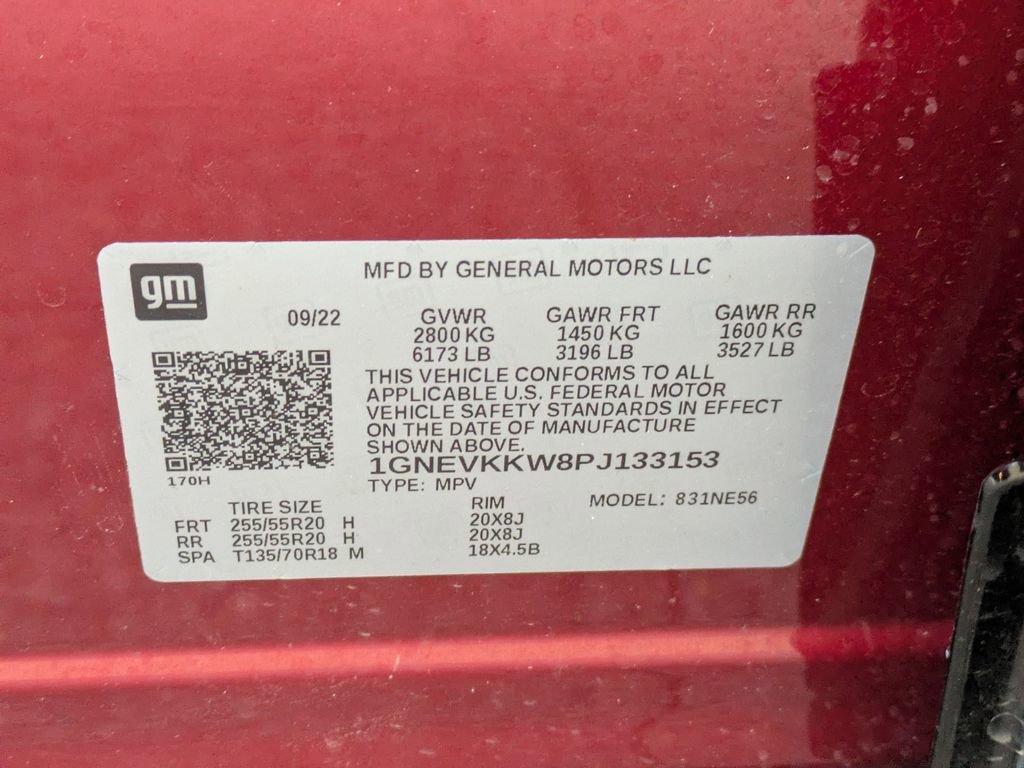 gm
MFD BY GENERAL MOTORS LLC
09/22
GVWR GAWR FRT GAWR RR
2800 KG 1450 KG 1600 KG
6173 LB 3196 LB 3527 LB
THIS VEHICLE CONFORMS TO ALL
APPLICABLE U.S. FEDERAL MOTOR
VEHICLE SAFETY STANDARDS IN EFFECT
ON THE DATE OF MANUFACTURE
SHOWN ABOVE.
1GNEVKKW8PJ133153
170H
TYPE: MPV
MODEL: 831NE56
TIRE SIZE RIM
FRT 255/55R20 H 20X8J
RR 255/55R20 H 20X8J
SPA T135/70R18 M 18X4.5B